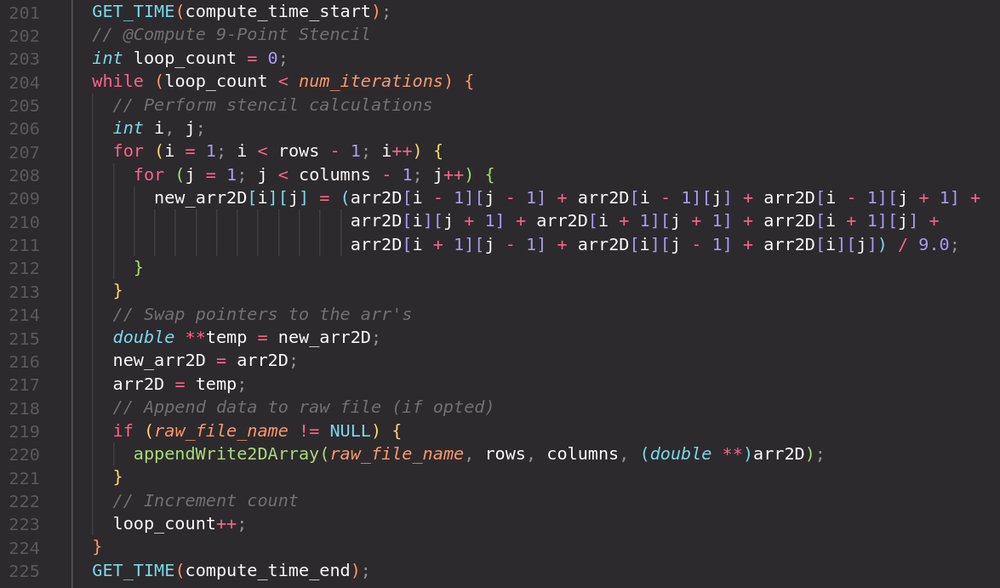 201 GET_TIME(compute_time_start);
202 // @Compute 9-Point Stencil
203 int loop_count = 0;
204 while (loop_count < num_iterations) {
205   // Perform stencil calculations
206   int i, j;
207   for (i = 1; i < rows - 1; i++) {
208     for (j = 1; j < columns - 1; j++) {
209       new_arr2D[i][j] = (arr2D[i - 1][j - 1] + arr2D[i - 1][j] + arr2D[i - 1][j + 1] +
210                          arr2D[i][j + 1] + arr2D[i + 1][j + 1] + arr2D[i + 1][j] +
211                          arr2D[i + 1][j - 1] + arr2D[i][j - 1] + arr2D[i][j]) / 9.0;
212     }
213   }
214   // Swap pointers to the arr's
215   double **temp = new_arr2D;
216   new_arr2D = arr2D;
217   arr2D = temp;
218   // Append data to raw file (if opted)
219   if (raw_file_name != NULL) {
220     appendWrite2DArray(raw_file_name, rows, columns, (double **)arr2D);
221   }
222   // Increment count
223   loop_count++;
224 }
225 GET_TIME(compute_time_end);